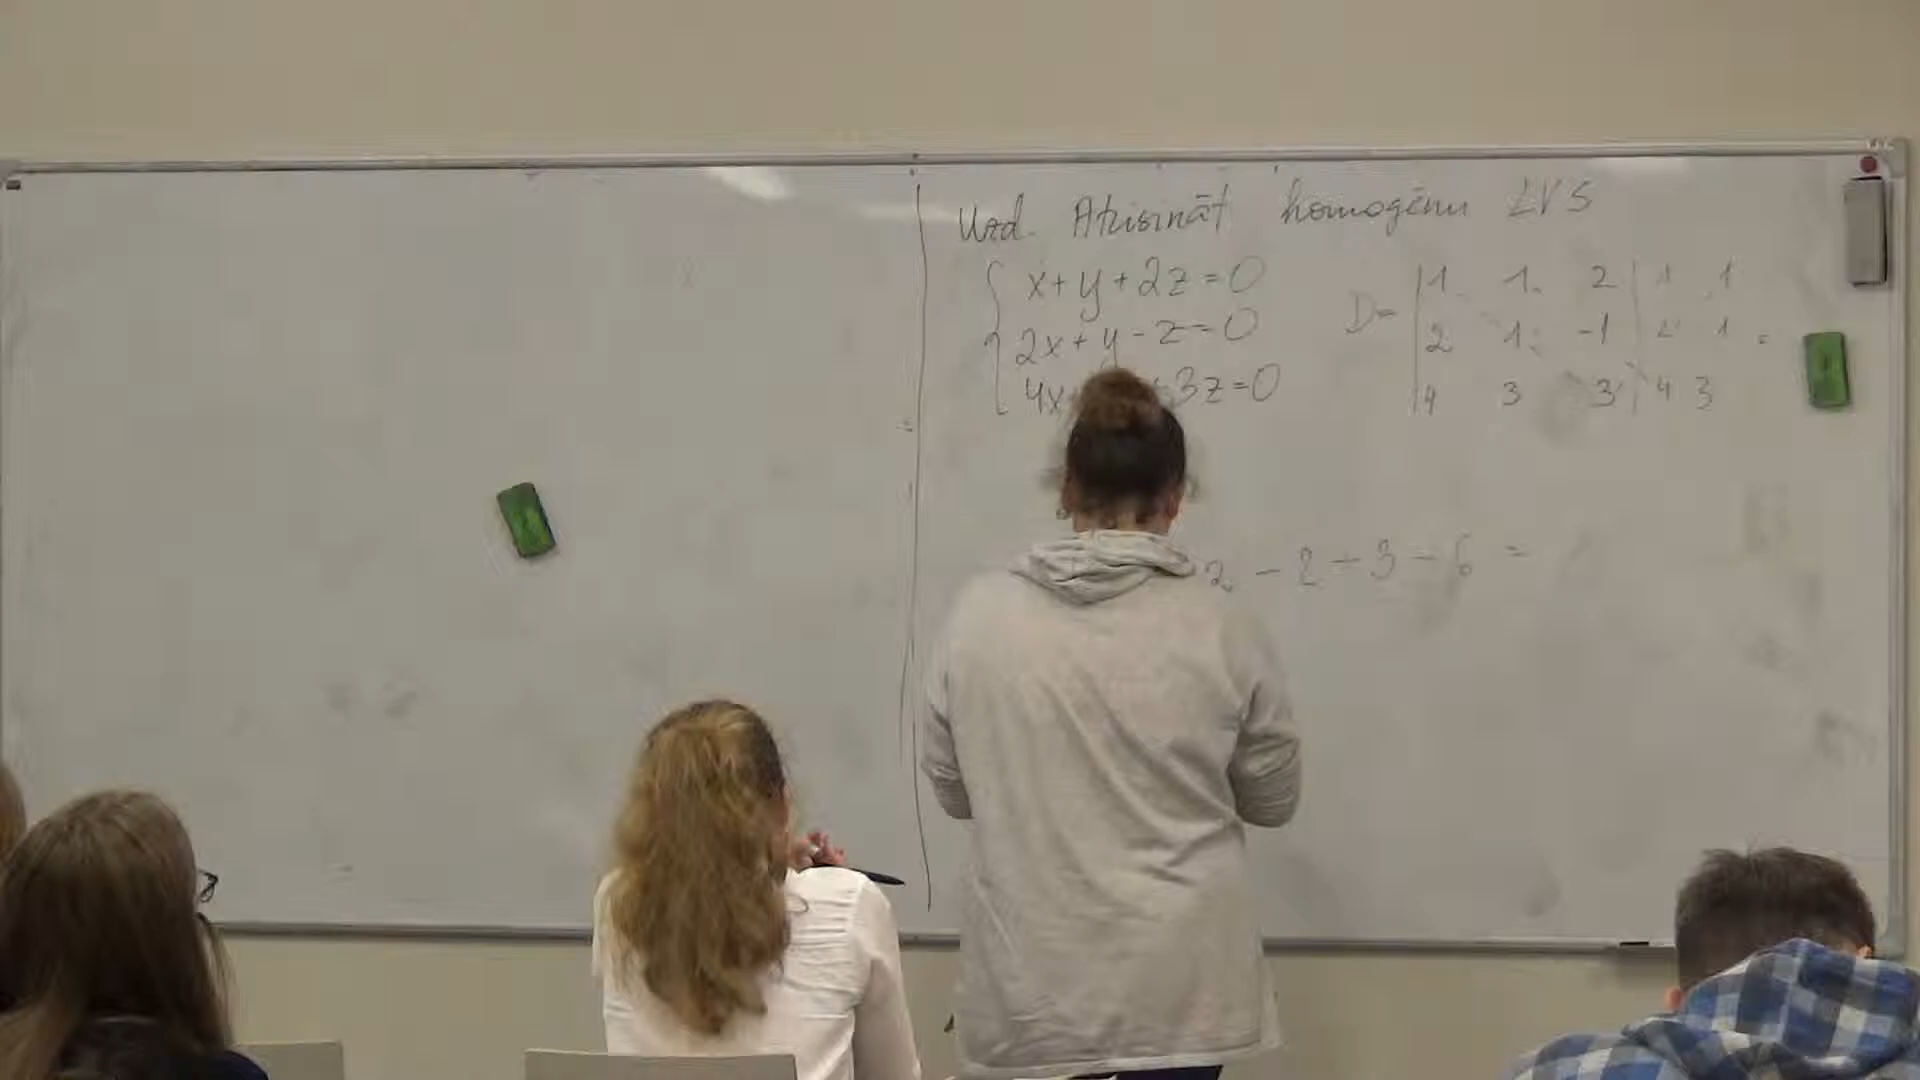 Uzd. Atrisināt homogēnu LVS
x+y+2z=0
2x+y-z=0
4x +3z=0
D= |1 1 2| 1 1
|2 1 -1| 2 1 =
|4 3 3| 4 3
2 - 2 + 3 - 6 =